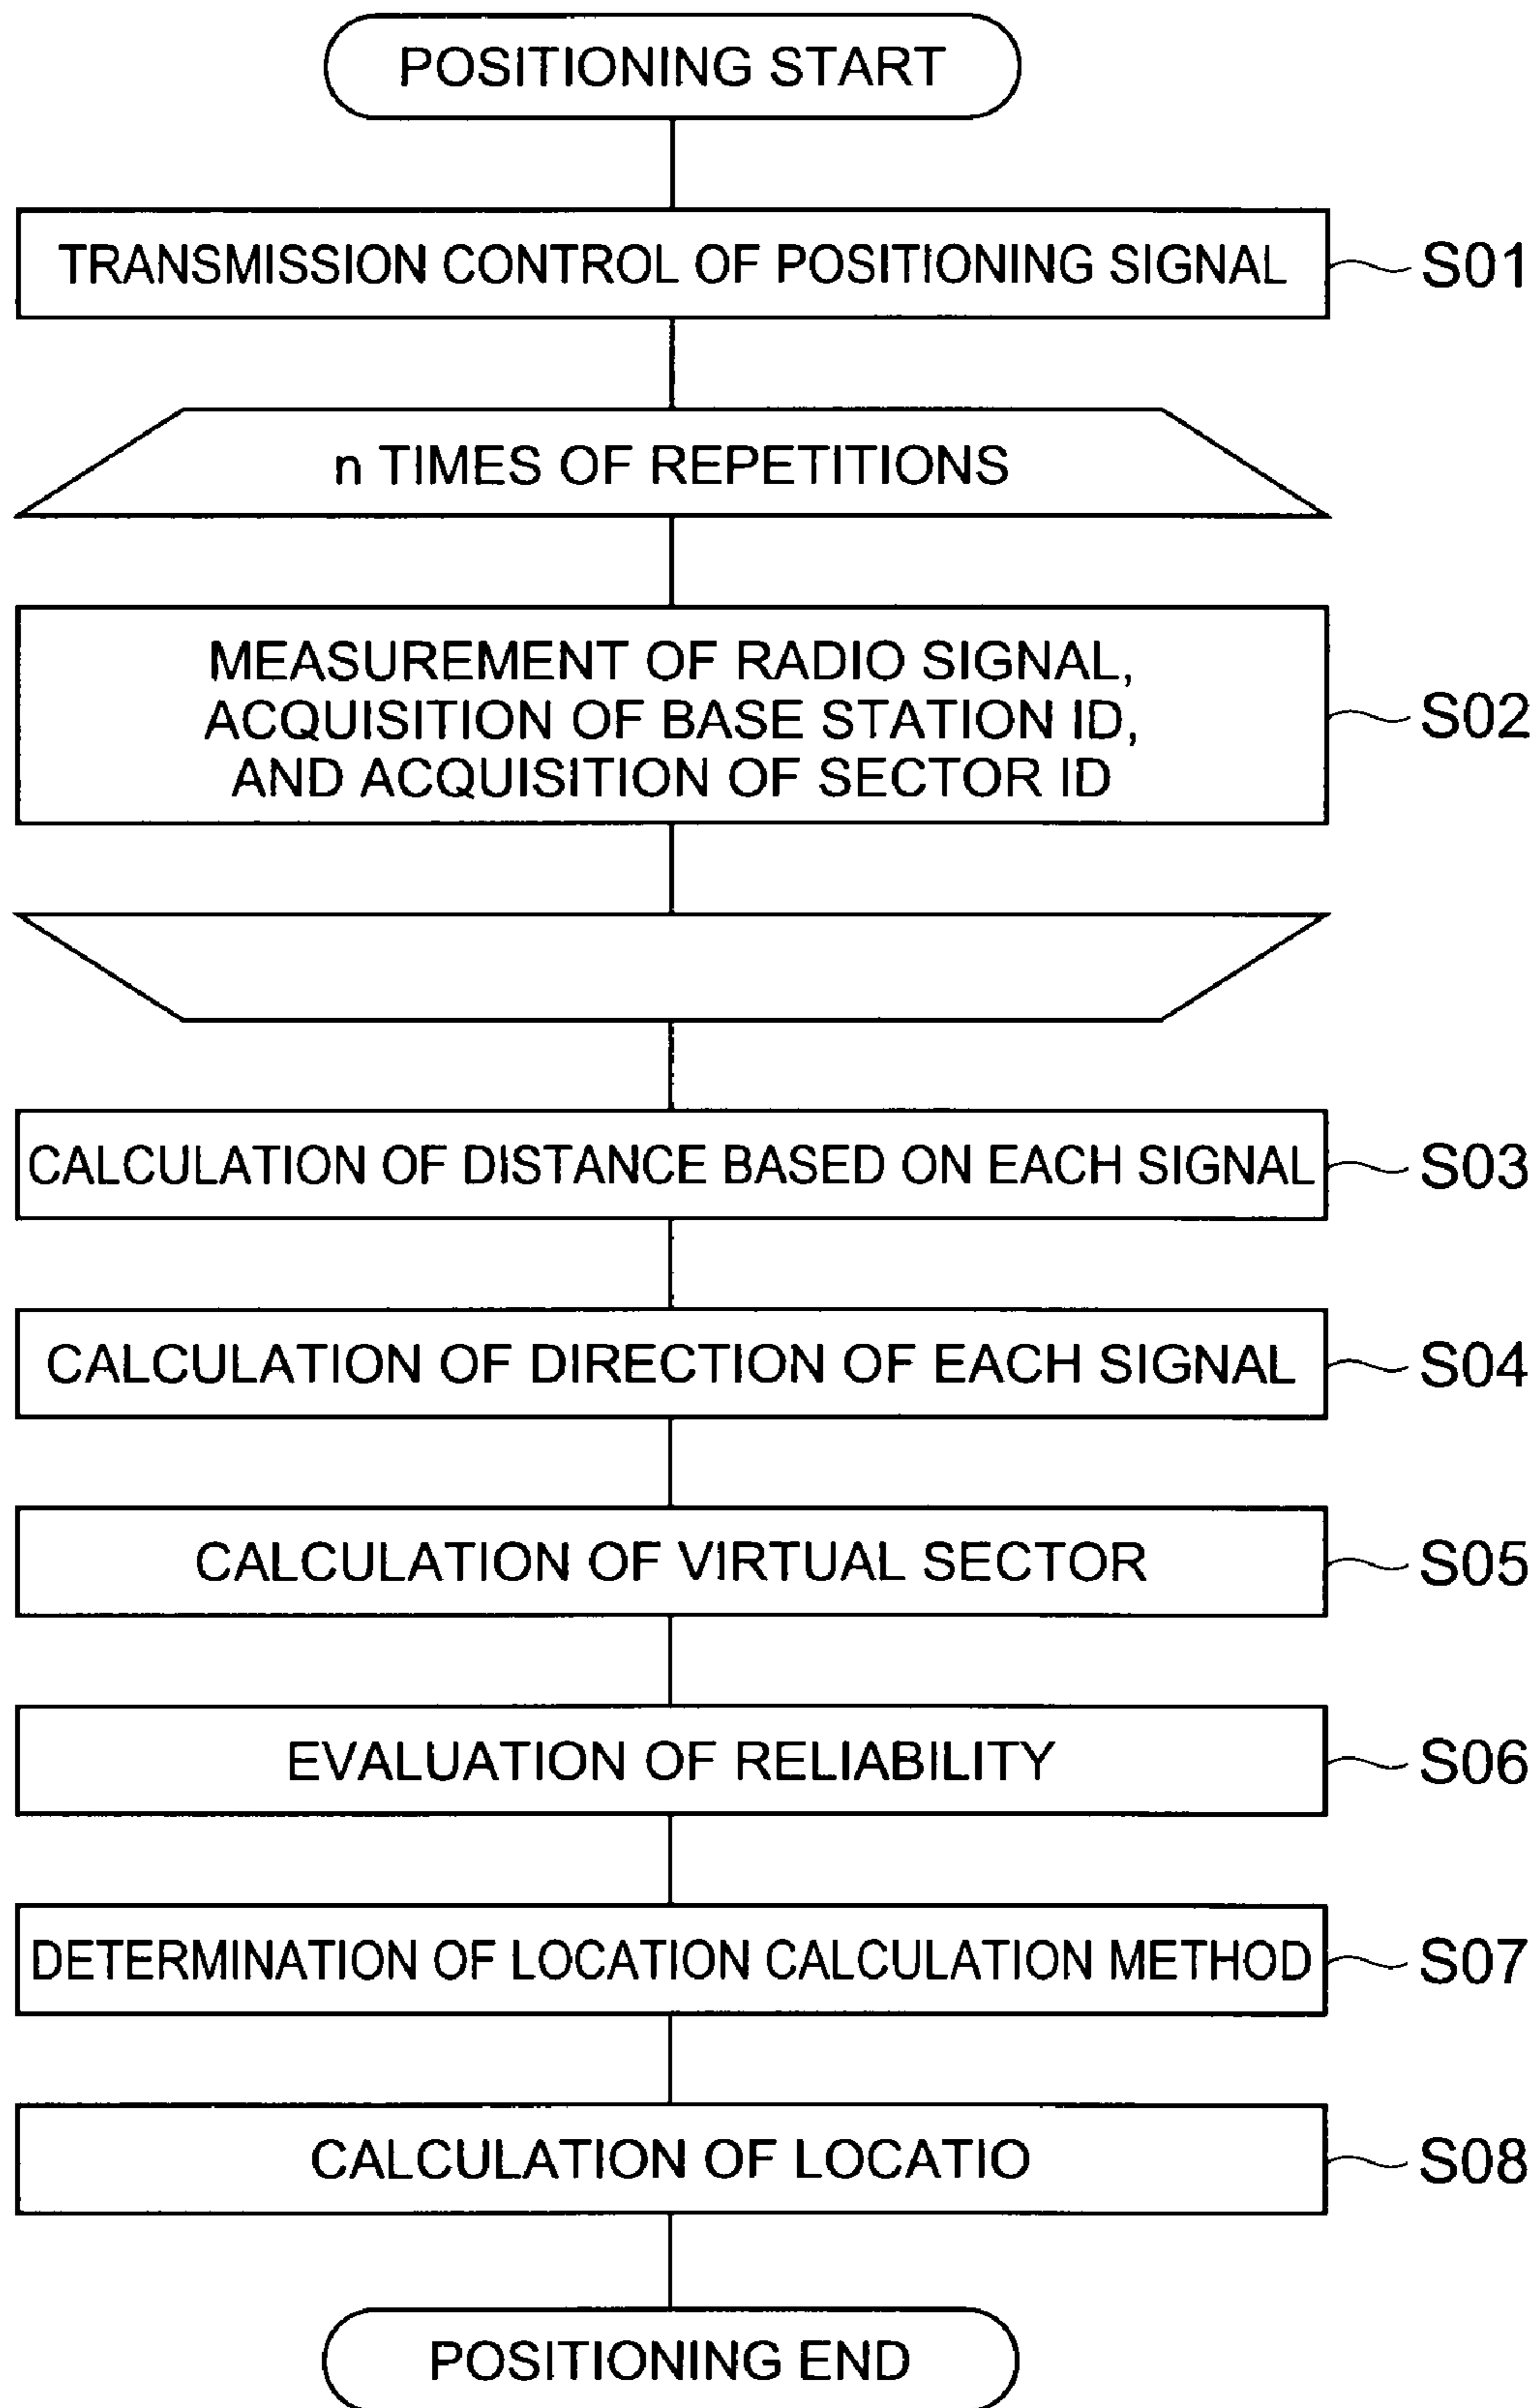 POSITIONING START
TRANSMISSION CONTROL OF POSITIONING SIGNAL
S01
n TIMES OF REPETITIONS
MEASUREMENT OF RADIO SIGNAL,
ACQUISITION OF BASE STATION ID,
AND ACQUISITION OF SECTOR ID
S02
CALCULATION OF DISTANCE BASED ON EACH SIGNAL
S03
CALCULATION OF DIRECTION OF EACH SIGNAL
S04
CALCULATION OF VIRTUAL SECTOR
S05
EVALUATION OF RELIABILITY
S06
DETERMINATION OF LOCATION CALCULATION METHOD
S07
CALCULATION OF LOCATIO
S08
POSITIONING END